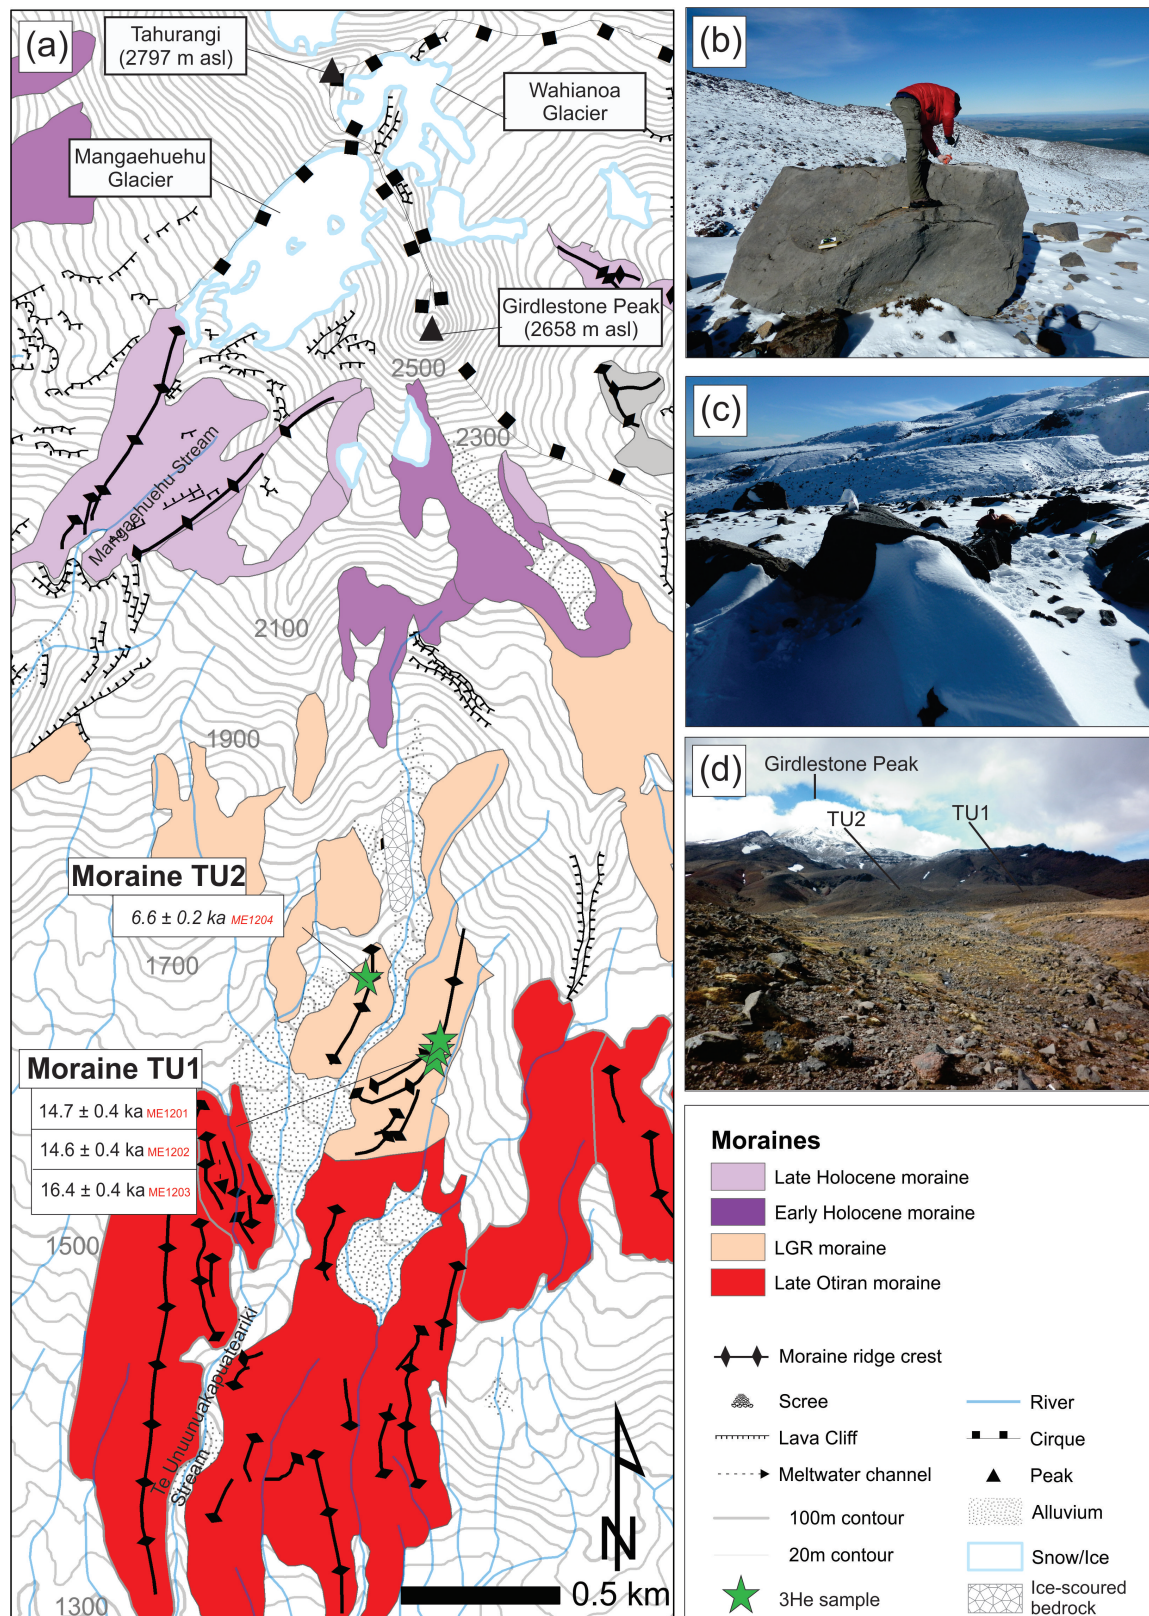 (a)
Tahurangi
(2797 m asl)
Wahianoa
Glacier
Mangaehuehu
Glacier
Girdlestone Peak
(2658 m asl)
2500
2300
Mangaehuehu Stream
2100
1900
Moraine TU2
6.6 ± 0.2 ka ME1204
1700
Moraine TU1
14.7 ± 0.4 ka ME1201
14.6 ± 0.4 ka ME1202
16.4 ± 0.4 ka ME1203
1500
Te Unuunuakapuateariki
Stream
1300
N
0.5 km
(b)
(c)
(d)
Girdlestone Peak
TU2
TU1
Moraines
Late Holocene moraine
Early Holocene moraine
LGR moraine
Late Otiran moraine
Moraine ridge crest
Scree
Lava Cliff
Meltwater channel
100m contour
20m contour
3He sample
River
Cirque
Peak
Alluvium
Snow/Ice
Ice-scoured
bedrock